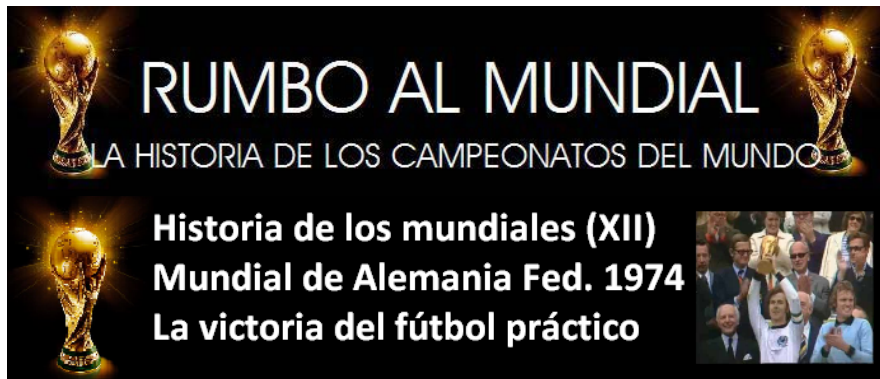 RUMBO AL MUNDIAL
LA HISTORIA DE LOS CAMPEONATOS DEL MUNDO
Historia de los mundiales (XII)
Mundial de Alemania Fed. 1974
La victoria del fútbol práctico